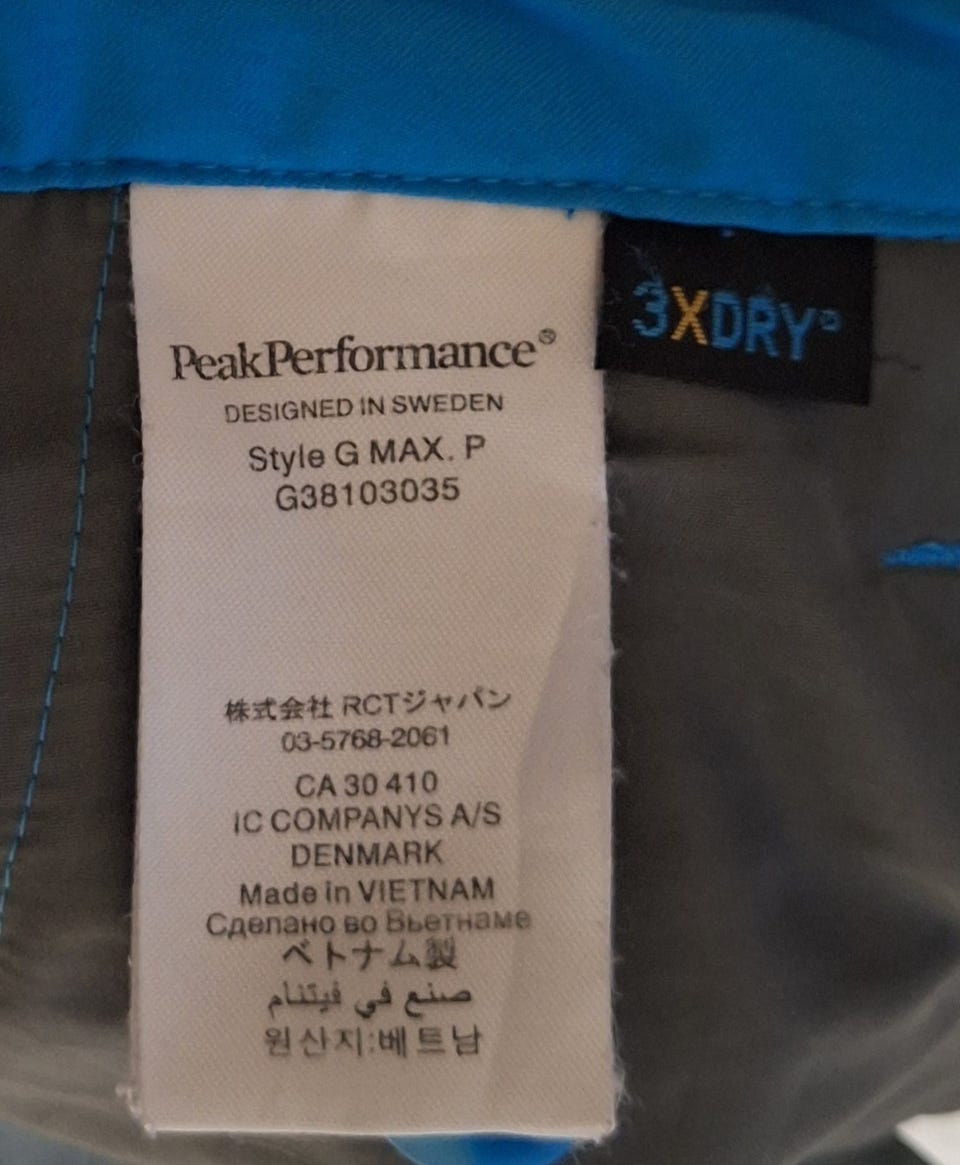 PeakPerformance®
DESIGNED IN SWEDEN
Style G MAX. P
G38103035
株式会社 RCTジャパン
03-5768-2061
CA 30 410
IC COMPANYS A/S
DENMARK
Made in VIETNAM
Сделано во Вьетнаме
ベトナム製
صنع في فيتنام
원산지:베트남
3XDRY®